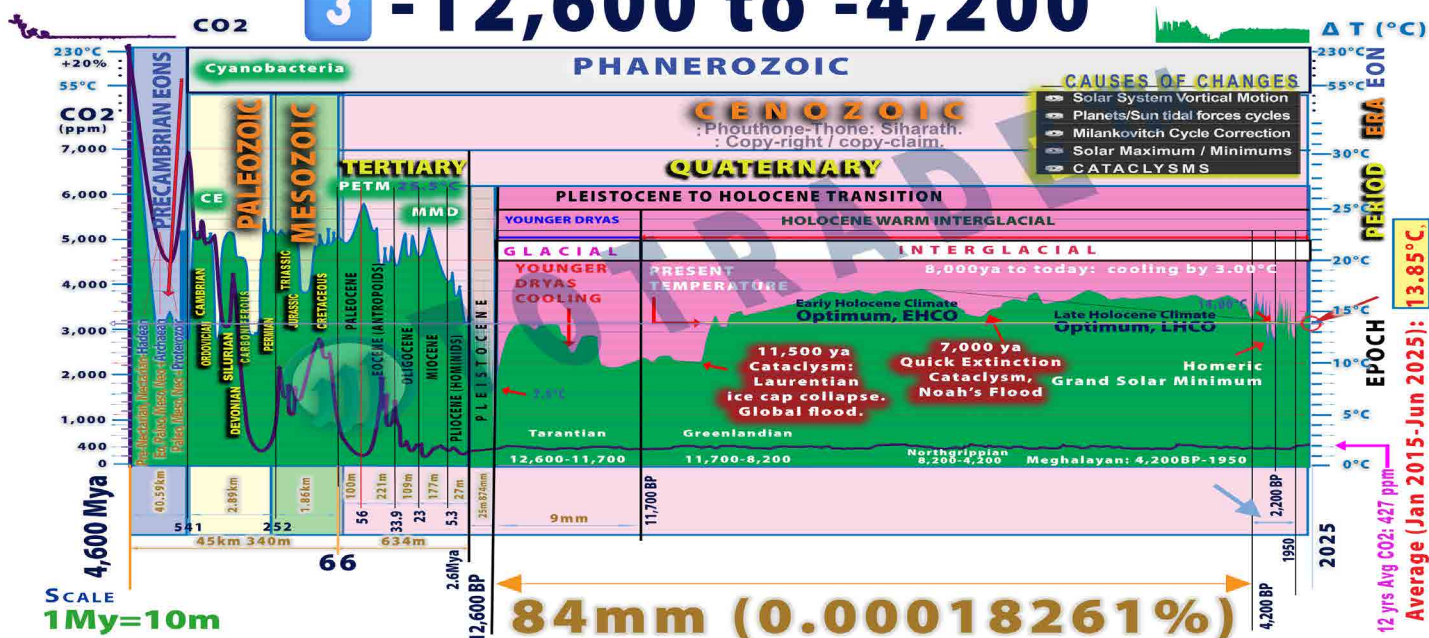 CO2
3
-12,600 to -4,200
Δ T (°C)
230°C
+20%
55°C
CO2
(ppm)
7,000
6,000
5,000
4,000
3,000
2,000
1,000
400
0
PRECAMBRIAN EONS
Cyanobacteria
PHANEROZOIC
CAUSES OF CHANGES
Solar System Vortical Motion
Planets/Sun tidal forces cycles
Milankovitch Cycle Correction
Solar Maximum / Minimums
CATACLYSMS
230°C
55°C
30°C
25°C
20°C
15°C
10°C
5°C
0°C
EON
ERA
PERIOD
EPOCH
PALEOZOIC
MESOZOIC
CENOZOIC
:Phouthone-Thone: Siharath.
: Copy-right / copy-claim.
TERTIARY
QUATERNARY
CE
PETM 25.5°C
MMD
PLEISTOCENE TO HOLOCENE TRANSITION
YOUNGER DRYAS
HOLOCENE WARM INTERGLACIAL
GLACIAL
INTERGLACIAL
YOUNGER
DRYAS
COOLING
PRESENT
TEMPERATURE
8,000ya to today: cooling by 3.00°C
Early Holocene Climate
Optimum, EHCO
Late Holocene Climate
Optimum, LHCO
14.00°C
11,500 ya
Cataclysm:
Laurentian
ice cap collapse.
Global flood.
7,000 ya
Quick Extinction
Cataclysm,
Noah's Flood
Homeric
Grand Solar Minimum
CAMBRIAN
ORDOVICIAN
SILURIAN
DEVONIAN
CARBONIFEROUS
PERMIAN
TRIASSIC
JURASSIC
CRETACEOUS
PALEOCENE
EOCENE (ANTROPOIDS)
OLIGOCENE
MIOCENE
PLIOCENE (HOMINIDS)
PLEISTOCENE
Tarantian
12,600-11,700
Greenlandian
11,700-8,200
Northgrippian
8,200-4,200
Meghalayan: 4,200BP-1950
40.59km
2.89km
1.86km
100m
221m
109m
177m
27m
25m874mm
9mm
4,600 Mya
541
252
66
56
33.9
23
5.3
2.6Mya
12,600 BP
11,700 BP
4,200 BP
2,200 BP
1950
2025
45km 340m
634m
SCALE
1My=10m
84mm (0.00018261%)
12 yrs Avg CO2: 427 ppm
Average (Jan 2015-Jun 2025): 13.85°C,